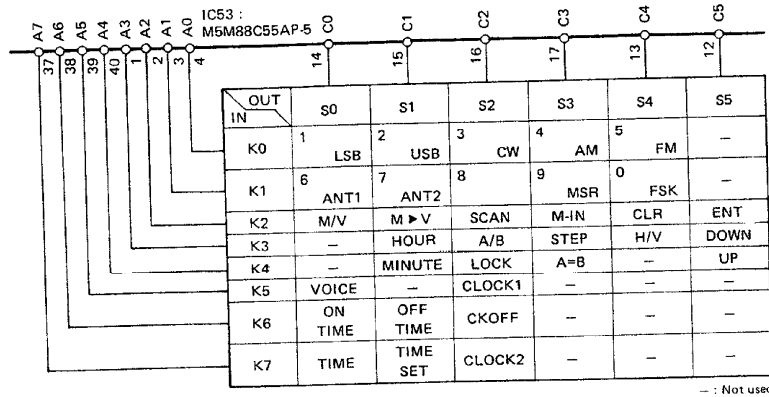 IC53 :
M5M88C55AP-5
A7 A6 A5 A4 A3 A2 A1 A0 C0 C1 C2 C3 C4 C5
37 38 39 40 1 2 3 4 14 15 16 17 13 12
OUT
IN S0 S1 S2 S3 S4 S5
K0 1 LSB 2 USB 3 CW 4 AM 5 FM –
K1 6 ANT1 7 ANT2 8 9 MSR 0 FSK –
K2 M/V M ▶ V SCAN M-IN CLR ENT
K3 – HOUR A/B STEP H/V DOWN
K4 – MINUTE LOCK A=B – UP
K5 VOICE – CLOCK1 – – –
K6 ON TIME OFF TIME CKOFF – – –
K7 TIME TIME SET CLOCK2 – – –
– : Not used